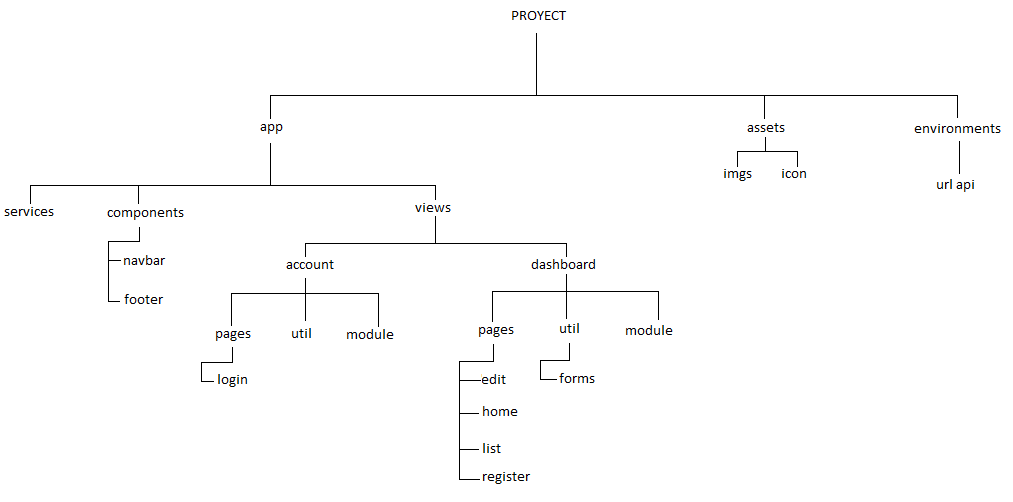 PROYECT
app
assets
environments
imgs
icon
url api
services
components
views
navbar
footer
account
dashboard
pages
util
module
login
pages
util
module
edit
home
list
register
forms